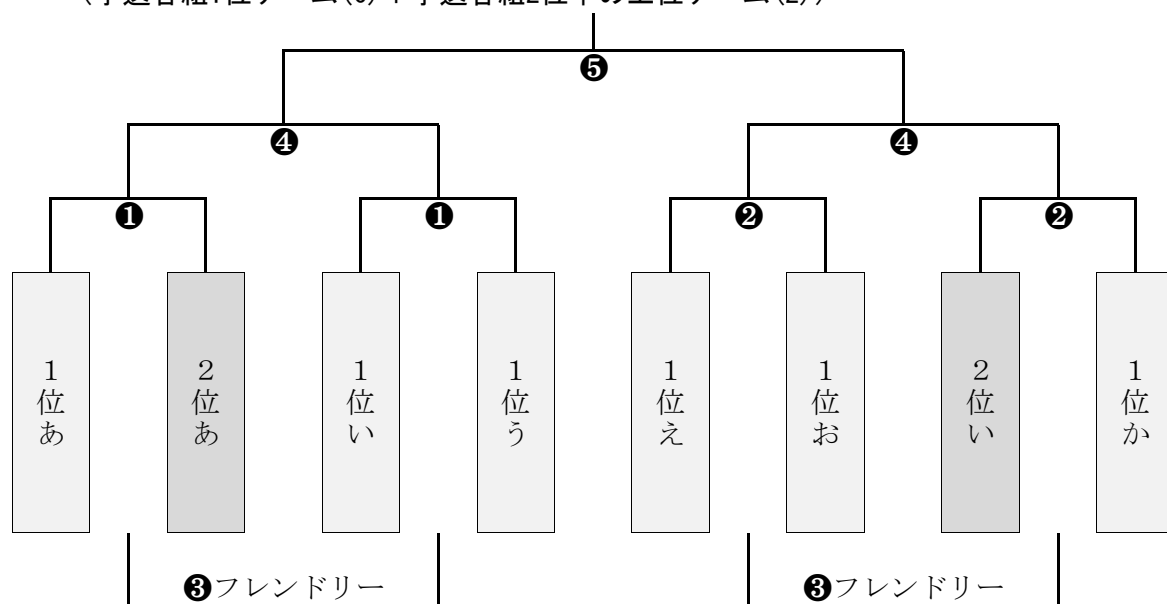 ❺
❹ ❹
❶ ❶ ❷ ❷
1位あ 2位あ 1位い 1位う 1位え 1位お 2位い 1位か
❸フレンドリー ❸フレンドリー